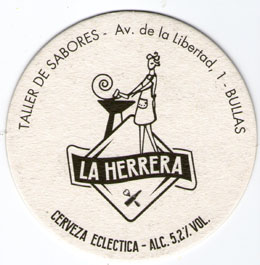 TALLER DE SABORES - Av. de la Libertad, 1 - BULLAS
LA HERRERA
CERVEZA ECLECTICA - ALC. 5,2% VOL.